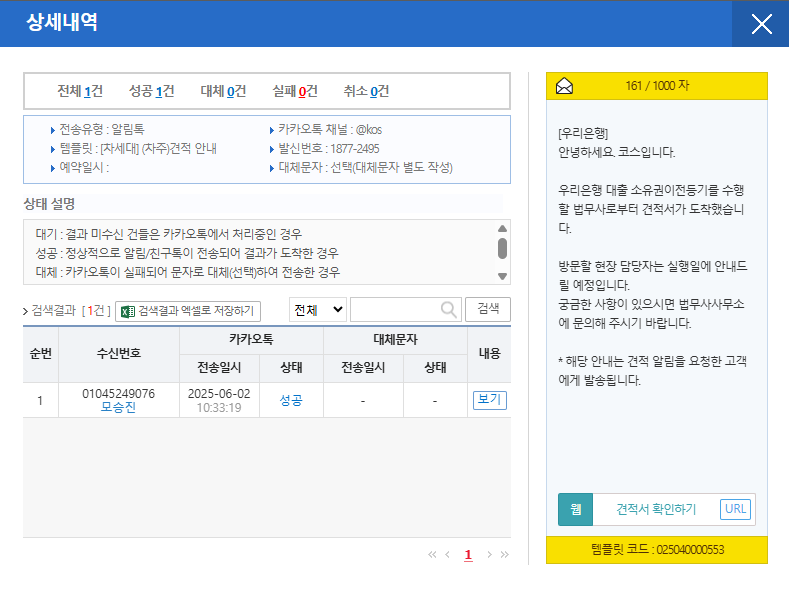 상세내역
전체 1건 성공 1건 대체 0건 실패 0건 취소 0건
전송유형 : 알림톡
카카오톡 채널 : @kos
템플릿 : [차세대] (차주)견적 안내
발신번호 : 1877-2495
예약일시 :
대체문자 : 선택(대체문자 별도 작성)
상태 설명
대기 : 결과 미수신 건들은 카카오톡에서 처리중인 경우
성공 : 정상적으로 알림/친구톡이 전송되어 결과가 도착한 경우
대체 : 카카오톡이 실패되어 문자로 대체(선택)하여 전송한 경우
검색결과 [1건] 검색결과 엑셀로 저장하기 전체 검색
순번 수신번호 카카오톡 대체문자 내용
전송일시 상태 전송일시 상태
1 01045249076 2025-06-02 성공 - - 보기
모승진 10:33:19
« ‹ 1 › »
161 / 1000 자
[우리은행]
안녕하세요. 코스입니다.
우리은행 대출 소유권이전등기를 수행
할 법무사로부터 견적서가 도착했습니
다.
방문할 현장 담당자는 실행일에 안내드
릴 예정입니다.
궁금한 사항이 있으시면 법무사사무소
에 문의해 주시기 바랍니다.
* 해당 안내는 견적 알림을 요청한 고객
에게 발송됩니다.
웹 견적서 확인하기 URL
템플릿 코드 : 025040000553